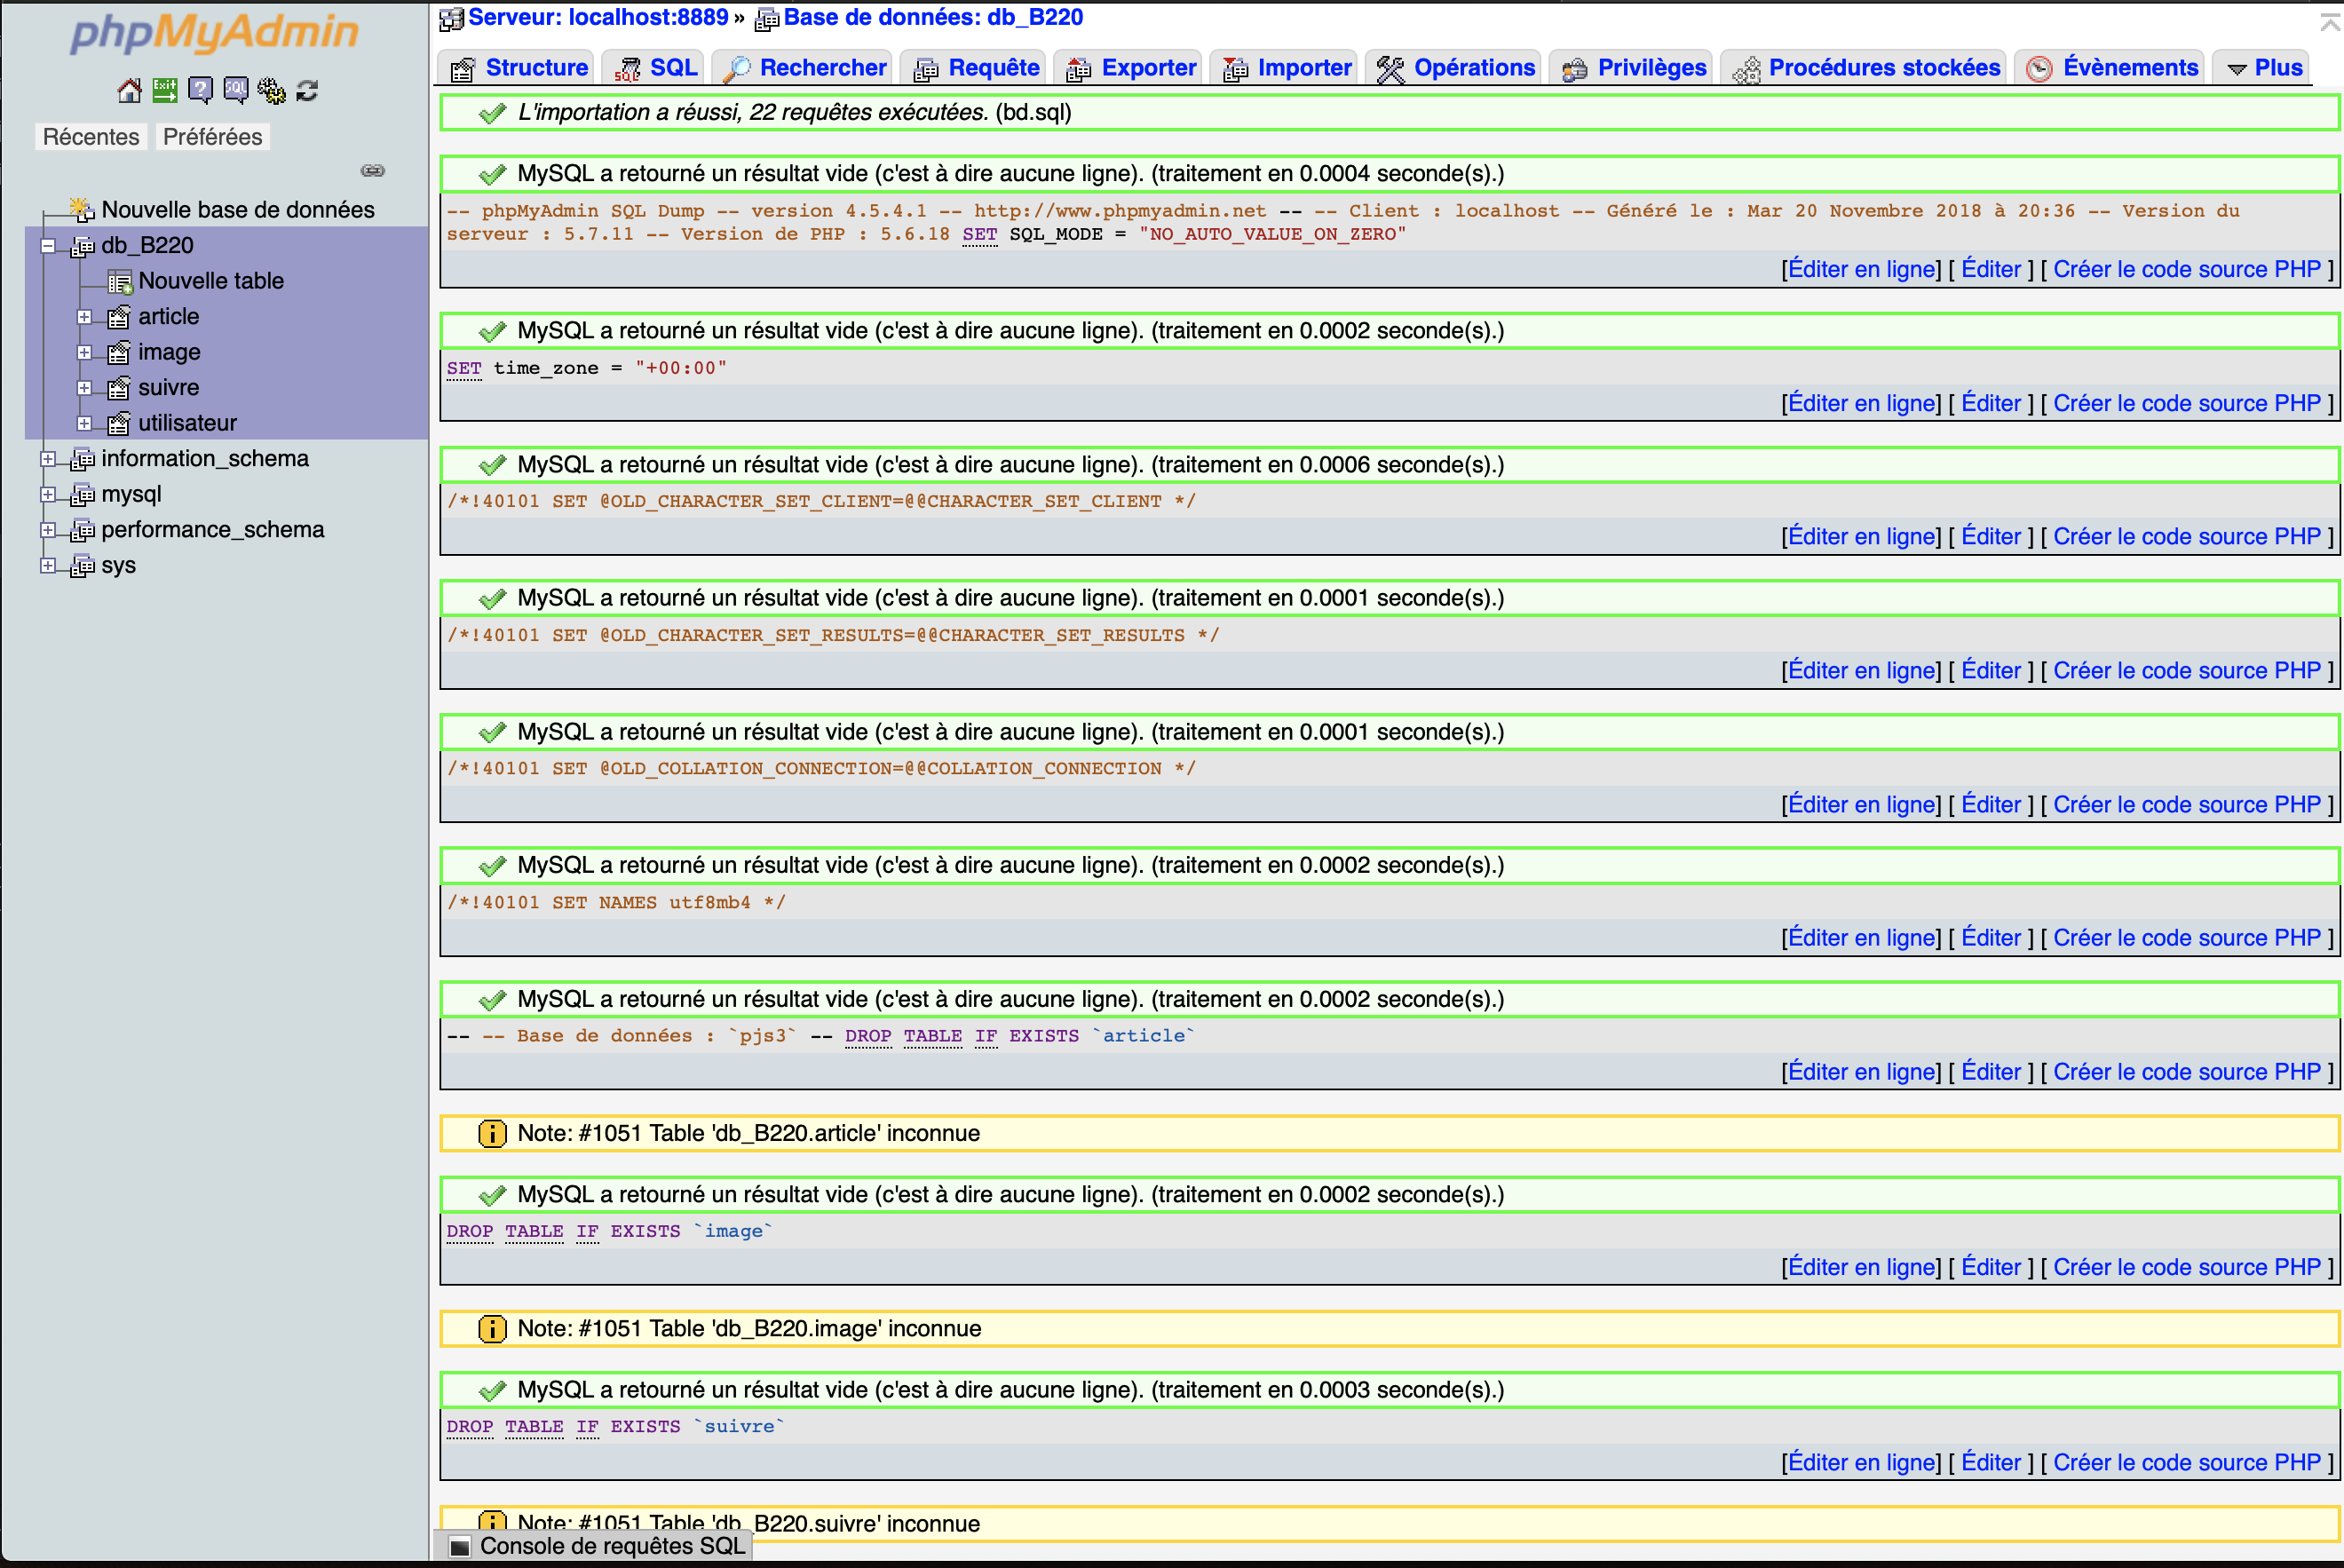 phpMyAdmin
Récentes Préférées
Nouvelle base de données
db_B220
Nouvelle table
article
image
suivre
utilisateur
information_schema
mysql
performance_schema
sys
Serveur: localhost:8889 » Base de données: db_B220
Structure SQL Rechercher Requête Exporter Importer Opérations Privilèges Procédures stockées Évènements Plus
L'importation a réussi, 22 requêtes exécutées. (bd.sql)
MySQL a retourné un résultat vide (c'est à dire aucune ligne). (traitement en 0.0004 seconde(s).)
-- phpMyAdmin SQL Dump -- version 4.5.4.1 -- http://www.phpmyadmin.net -- -- Client : localhost -- Généré le : Mar 20 Novembre 2018 à 20:36 -- Version du
serveur : 5.7.11 -- Version de PHP : 5.6.18 SET SQL_MODE = "NO_AUTO_VALUE_ON_ZERO"
[Éditer en ligne] [ Éditer ] [ Créer le code source PHP ]
MySQL a retourné un résultat vide (c'est à dire aucune ligne). (traitement en 0.0002 seconde(s).)
SET time_zone = "+00:00"
[Éditer en ligne] [ Éditer ] [ Créer le code source PHP ]
MySQL a retourné un résultat vide (c'est à dire aucune ligne). (traitement en 0.0006 seconde(s).)
/*!40101 SET @OLD_CHARACTER_SET_CLIENT=@@CHARACTER_SET_CLIENT */
[Éditer en ligne] [ Éditer ] [ Créer le code source PHP ]
MySQL a retourné un résultat vide (c'est à dire aucune ligne). (traitement en 0.0001 seconde(s).)
/*!40101 SET @OLD_CHARACTER_SET_RESULTS=@@CHARACTER_SET_RESULTS */
[Éditer en ligne] [ Éditer ] [ Créer le code source PHP ]
MySQL a retourné un résultat vide (c'est à dire aucune ligne). (traitement en 0.0001 seconde(s).)
/*!40101 SET @OLD_COLLATION_CONNECTION=@@COLLATION_CONNECTION */
[Éditer en ligne] [ Éditer ] [ Créer le code source PHP ]
MySQL a retourné un résultat vide (c'est à dire aucune ligne). (traitement en 0.0002 seconde(s).)
/*!40101 SET NAMES utf8mb4 */
[Éditer en ligne] [ Éditer ] [ Créer le code source PHP ]
MySQL a retourné un résultat vide (c'est à dire aucune ligne). (traitement en 0.0002 seconde(s).)
-- -- Base de données : `pjs3` -- DROP TABLE IF EXISTS `article`
[Éditer en ligne] [ Éditer ] [ Créer le code source PHP ]
Note: #1051 Table 'db_B220.article' inconnue
MySQL a retourné un résultat vide (c'est à dire aucune ligne). (traitement en 0.0002 seconde(s).)
DROP TABLE IF EXISTS `image`
[Éditer en ligne] [ Éditer ] [ Créer le code source PHP ]
Note: #1051 Table 'db_B220.image' inconnue
MySQL a retourné un résultat vide (c'est à dire aucune ligne). (traitement en 0.0003 seconde(s).)
DROP TABLE IF EXISTS `suivre`
[Éditer en ligne] [ Éditer ] [ Créer le code source PHP ]
Note: #1051 Table 'db_B220.suivre' inconnue
Console de requêtes SQL